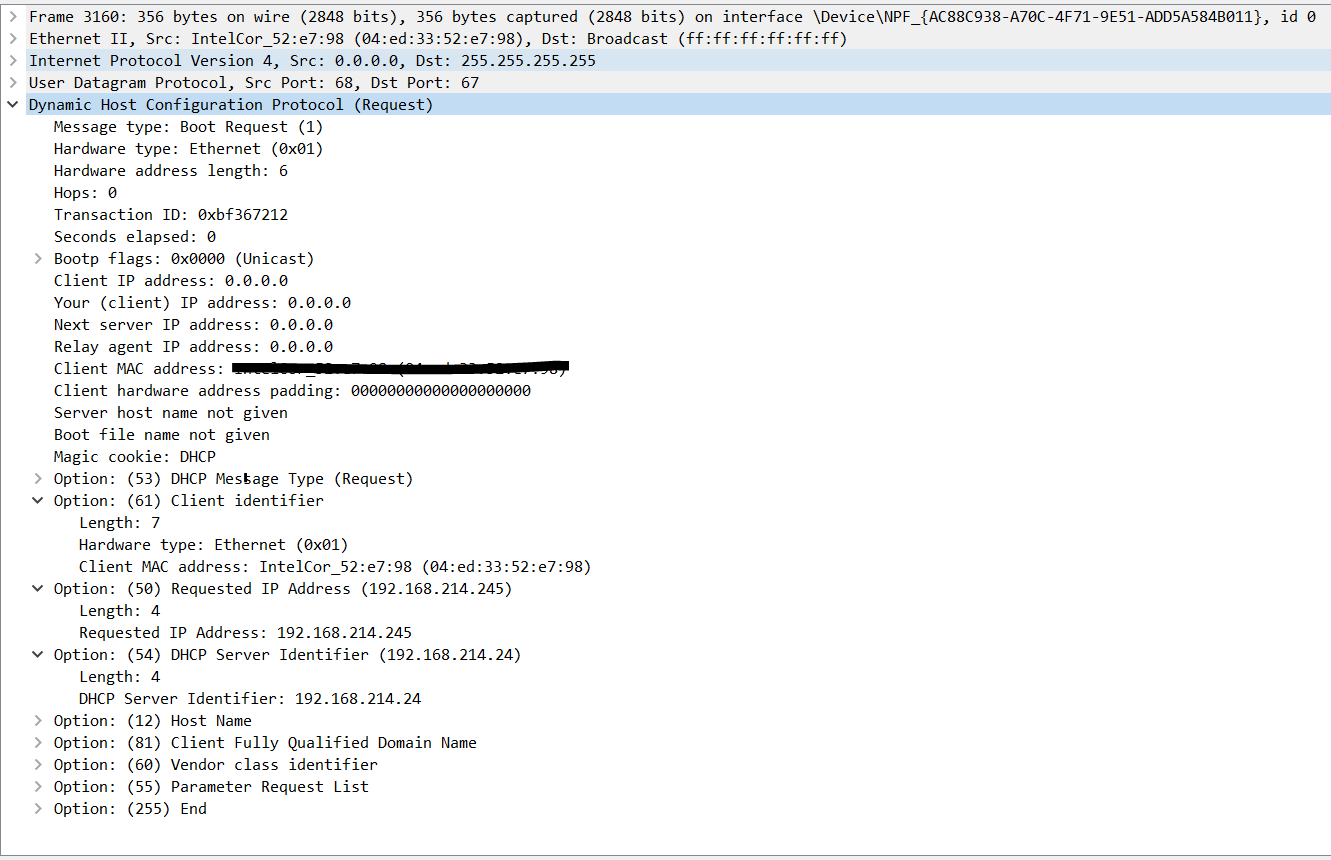 Frame 3160: 356 bytes on wire (2848 bits), 356 bytes captured (2848 bits) on interface \Device\NPF_{AC88C938-A70C-4F71-9E51-ADD5A584B011}, id 0
Ethernet II, Src: IntelCor_52:e7:98 (04:ed:33:52:e7:98), Dst: Broadcast (ff:ff:ff:ff:ff:ff)
Internet Protocol Version 4, Src: 0.0.0.0, Dst: 255.255.255.255
User Datagram Protocol, Src Port: 68, Dst Port: 67
Dynamic Host Configuration Protocol (Request)
Message type: Boot Request (1)
Hardware type: Ethernet (0x01)
Hardware address length: 6
Hops: 0
Transaction ID: 0xbf367212
Seconds elapsed: 0
Bootp flags: 0x0000 (Unicast)
Client IP address: 0.0.0.0
Your (client) IP address: 0.0.0.0
Next server IP address: 0.0.0.0
Relay agent IP address: 0.0.0.0
Client MAC address:
Client hardware address padding: 00000000000000000000
Server host name not given
Boot file name not given
Magic cookie: DHCP
Option: (53) DHCP Message Type (Request)
Option: (61) Client identifier
Length: 7
Hardware type: Ethernet (0x01)
Client MAC address: IntelCor_52:e7:98 (04:ed:33:52:e7:98)
Option: (50) Requested IP Address (192.168.214.245)
Length: 4
Requested IP Address: 192.168.214.245
Option: (54) DHCP Server Identifier (192.168.214.24)
Length: 4
DHCP Server Identifier: 192.168.214.24
Option: (12) Host Name
Option: (81) Client Fully Qualified Domain Name
Option: (60) Vendor class identifier
Option: (55) Parameter Request List
Option: (255) End